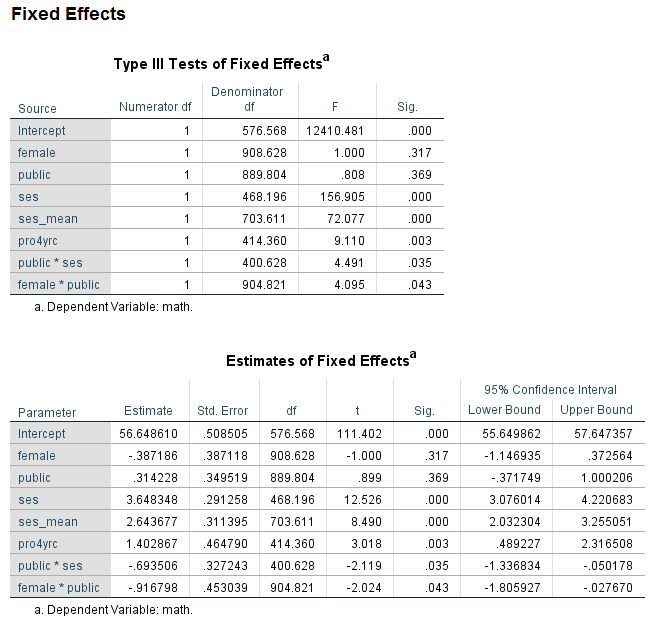 Fixed Effects
Type III Tests of Fixed Effects^a
Source Numerator df Denominator df F Sig.
Intercept 1 576.568 12410.481 .000
female 1 908.628 1.000 .317
public 1 889.804 .808 .369
ses 1 468.196 156.905 .000
ses_mean 1 703.611 72.077 .000
pro4yrc 1 414.360 9.110 .003
public * ses 1 400.628 4.491 .035
female * public 1 904.821 4.095 .043
a. Dependent Variable: math.
Estimates of Fixed Effects^a
95% Confidence Interval
Parameter Estimate Std. Error df t Sig. Lower Bound Upper Bound
Intercept 56.648610 .508505 576.568 111.402 .000 55.649862 57.647357
female -.387186 .387118 908.628 -1.000 .317 -1.146935 .372564
public .314228 .349519 889.804 .899 .369 -.371749 1.000206
ses 3.648348 .291258 468.196 12.526 .000 3.076014 4.220683
ses_mean 2.643677 .311395 703.611 8.490 .000 2.032304 3.255051
pro4yrc 1.402867 .464790 414.360 3.018 .003 .489227 2.316508
public * ses -.693506 .327243 400.628 -2.119 .035 -1.336834 -.050178
female * public -.916798 .453039 904.821 -2.024 .043 -1.805927 -.027670
a. Dependent Variable: math.